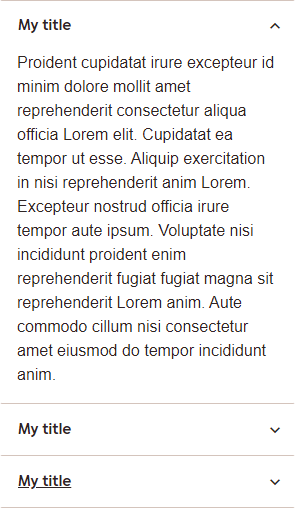 My title
Proident cupidatat irure excepteur id
minim dolore mollit amet
reprehenderit consectetur aliqua
officia Lorem elit. Cupidatat ea
tempor ut esse. Aliquip exercitation
in nisi reprehenderit anim Lorem.
Excepteur nostrud officia irure
tempor aute ipsum. Voluptate nisi
incididunt proident enim
reprehenderit fugiat fugiat magna sit
reprehenderit Lorem anim. Aute
commodo cillum nisi consectetur
amet eiusmod do tempor incididunt
anim.
My title
My title